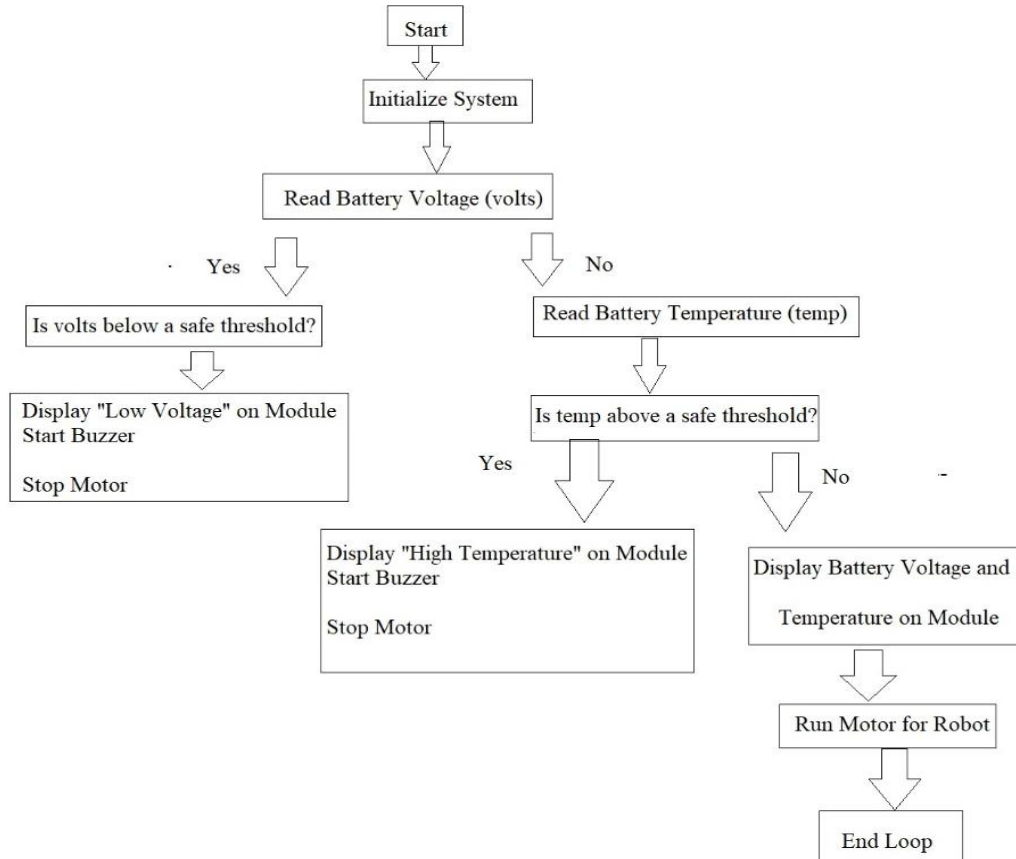 Start
Initialize System
Read Battery Voltage (volts)
Yes
No
Is volts below a safe threshold?
Read Battery Temperature (temp)
Display "Low Voltage" on Module
Start Buzzer
Stop Motor
Is temp above a safe threshold?
Yes
No
Display "High Temperature" on Module
Start Buzzer
Stop Motor
Display Battery Voltage and
Temperature on Module
Run Motor for Robot
End Loop